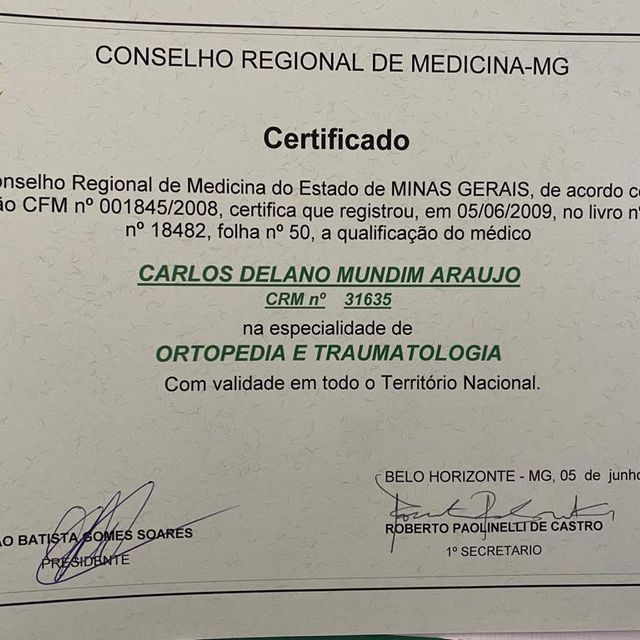 CONSELHO REGIONAL DE MEDICINA-MG
Certificado
onselho Regional de Medicina do Estado de MINAS GERAIS, de acordo co
ão CFM nº 001845/2008, certifica que registrou, em 05/06/2009, no livro nº
nº 18482, folha nº 50, a qualificação do médico
CARLOS DELANO MUNDIM ARAUJO
CRM nº 31635
na especialidade de
ORTOPEDIA E TRAUMATOLOGIA
Com validade em todo o Território Nacional.
BELO HORIZONTE - MG, 05 de junho
ÃO BATISTA GOMES SOARES
PRESIDENTE
ROBERTO PAOLINELLI DE CASTRO
1º SECRETARIO